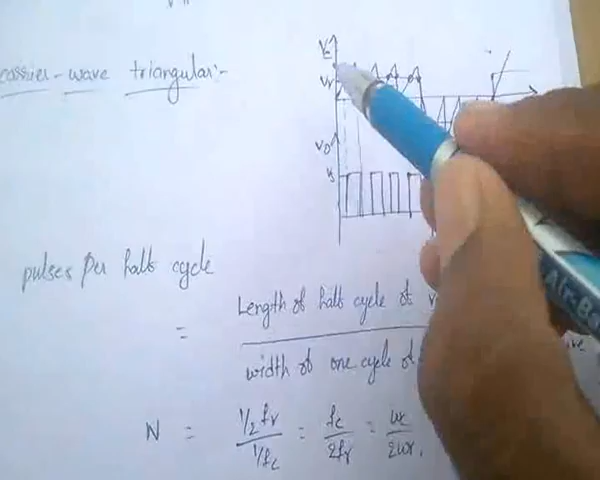 Vc
carrier-wave triangular:-
Vr
Vo
Vs
pulses per half cycle
= Length of half cycle of
width of one cycle of
N = 1/2fr / 1/fc = fc / 2fr = wc / 2wr.